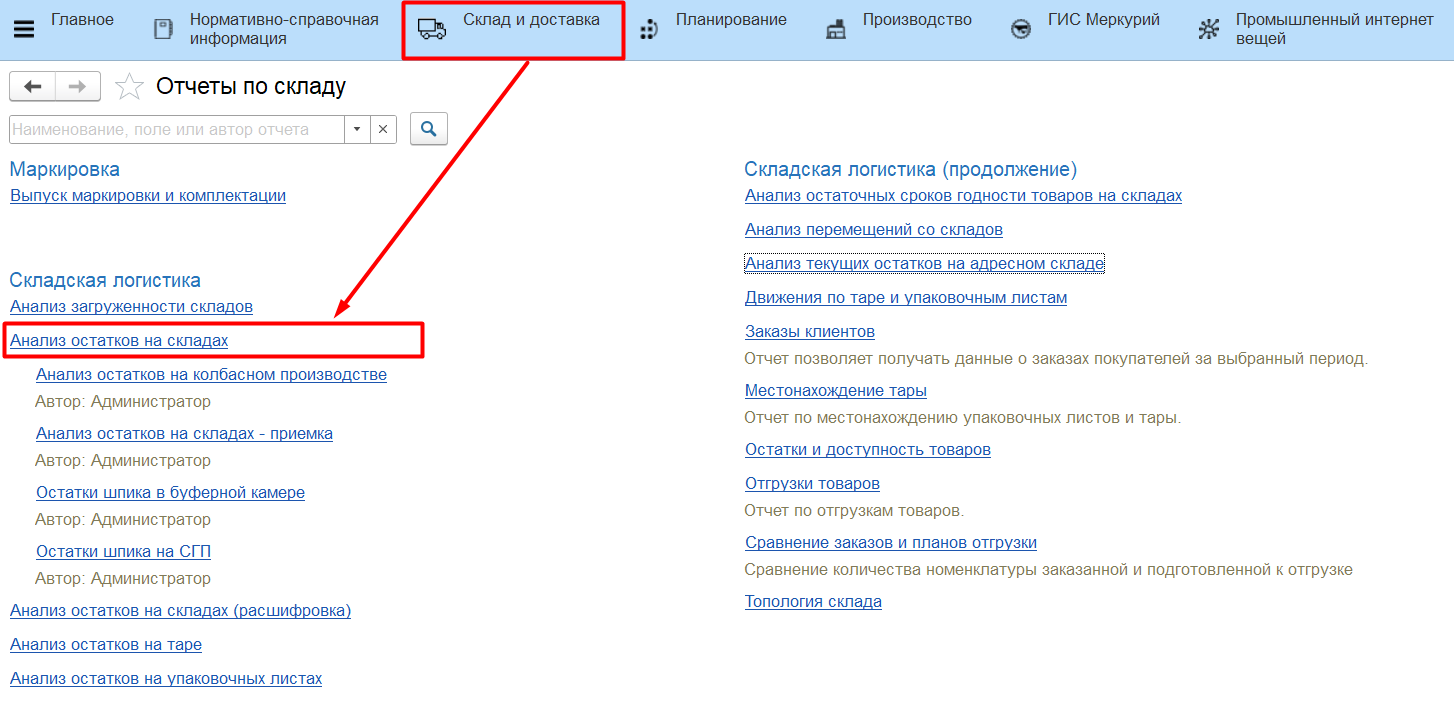 Главное
Нормативно-справочная
информация
Склад и доставка
Планирование
Производство
ГИС Меркурий
Промышленный интернет
вещей
Отчеты по складу
Наименование, поле или автор отчета
Маркировка
Выпуск маркировки и комплектации
Складская логистика
Анализ загруженности складов
Анализ остатков на складах
Анализ остатков на колбасном производстве
Автор: Администратор
Анализ остатков на складах - приемка
Автор: Администратор
Остатки шпика в буферной камере
Автор: Администратор
Остатки шпика на СГП
Автор: Администратор
Анализ остатков на складах (расшифровка)
Анализ остатков на таре
Анализ остатков на упаковочных листах
Складская логистика (продолжение)
Анализ остаточных сроков годности товаров на складах
Анализ перемещений со складов
Анализ текущих остатков на адресном складе
Движения по таре и упаковочным листам
Заказы клиентов
Отчет позволяет получать данные о заказах покупателей за выбранный период.
Местонахождение тары
Отчет по местонахождению упаковочных листов и тары.
Остатки и доступность товаров
Отгрузки товаров
Отчет по отгрузкам товаров.
Сравнение заказов и планов отгрузки
Сравнение количества номенклатуры заказанной и подготовленной к отгрузке
Топология склада